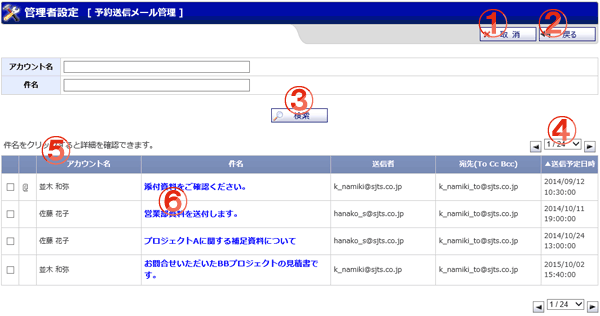 管理者設定 [ 予約送信メール管理 ]
① 取 消 ② 戻る
アカウント名
件名
③ 検索
④
件名をクリックすると詳細を確認できます。 1 / 24
⑤ アカウント名 件名 送信者 宛先(To Cc Bcc) ▲送信予定日時
並木 和弥 添付資料をご確認ください。 k_namiki@sjts.co.jp k_namiki_to@sjts.co.jp 2014/09/12
10:30:00
⑥
佐藤 花子 営業部資料を送付します。 hanako_s@sjts.co.jp k_namiki_to@sjts.co.jp 2014/10/11
19:00:00
佐藤 花子 プロジェクトAに関する補足資料について hanako_s@sjts.co.jp k_namiki_to@sjts.co.jp 2014/10/24
13:00:00
並木 和弥 お問合せいただいたBBプロジェクトの見積書で
す。 k_namiki@sjts.co.jp k_namiki_to@sjts.co.jp 2015/10/02
15:40:00
1 / 24